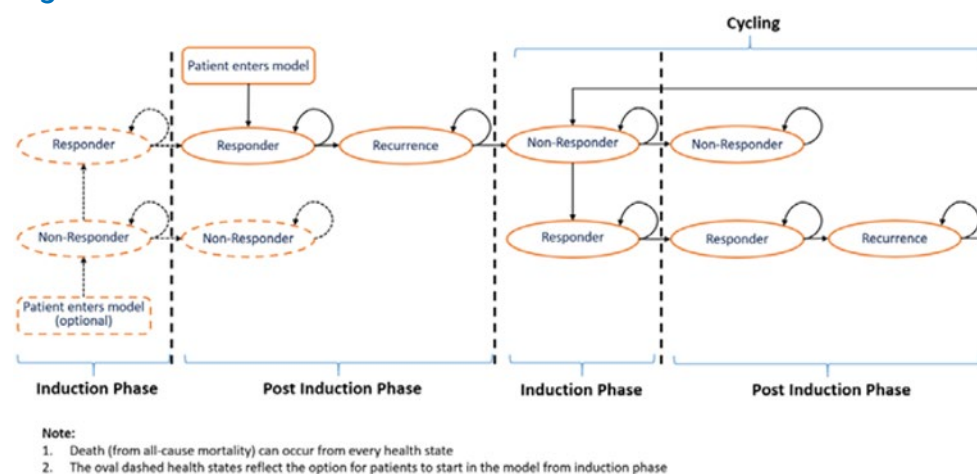 Cycling
Patient enters model
Responder
Responder
Recurrence
Non-Responder
Non-Responder
Non-Responder
Non-Responder
Responder
Responder
Recurrence
Patient enters model
(optional)
Induction Phase
Post Induction Phase
Induction Phase
Post Induction Phase
Note:
1. Death (from all-cause mortality) can occur from every health state
2. The oval dashed health states reflect the option for patients to start in the model from induction phase